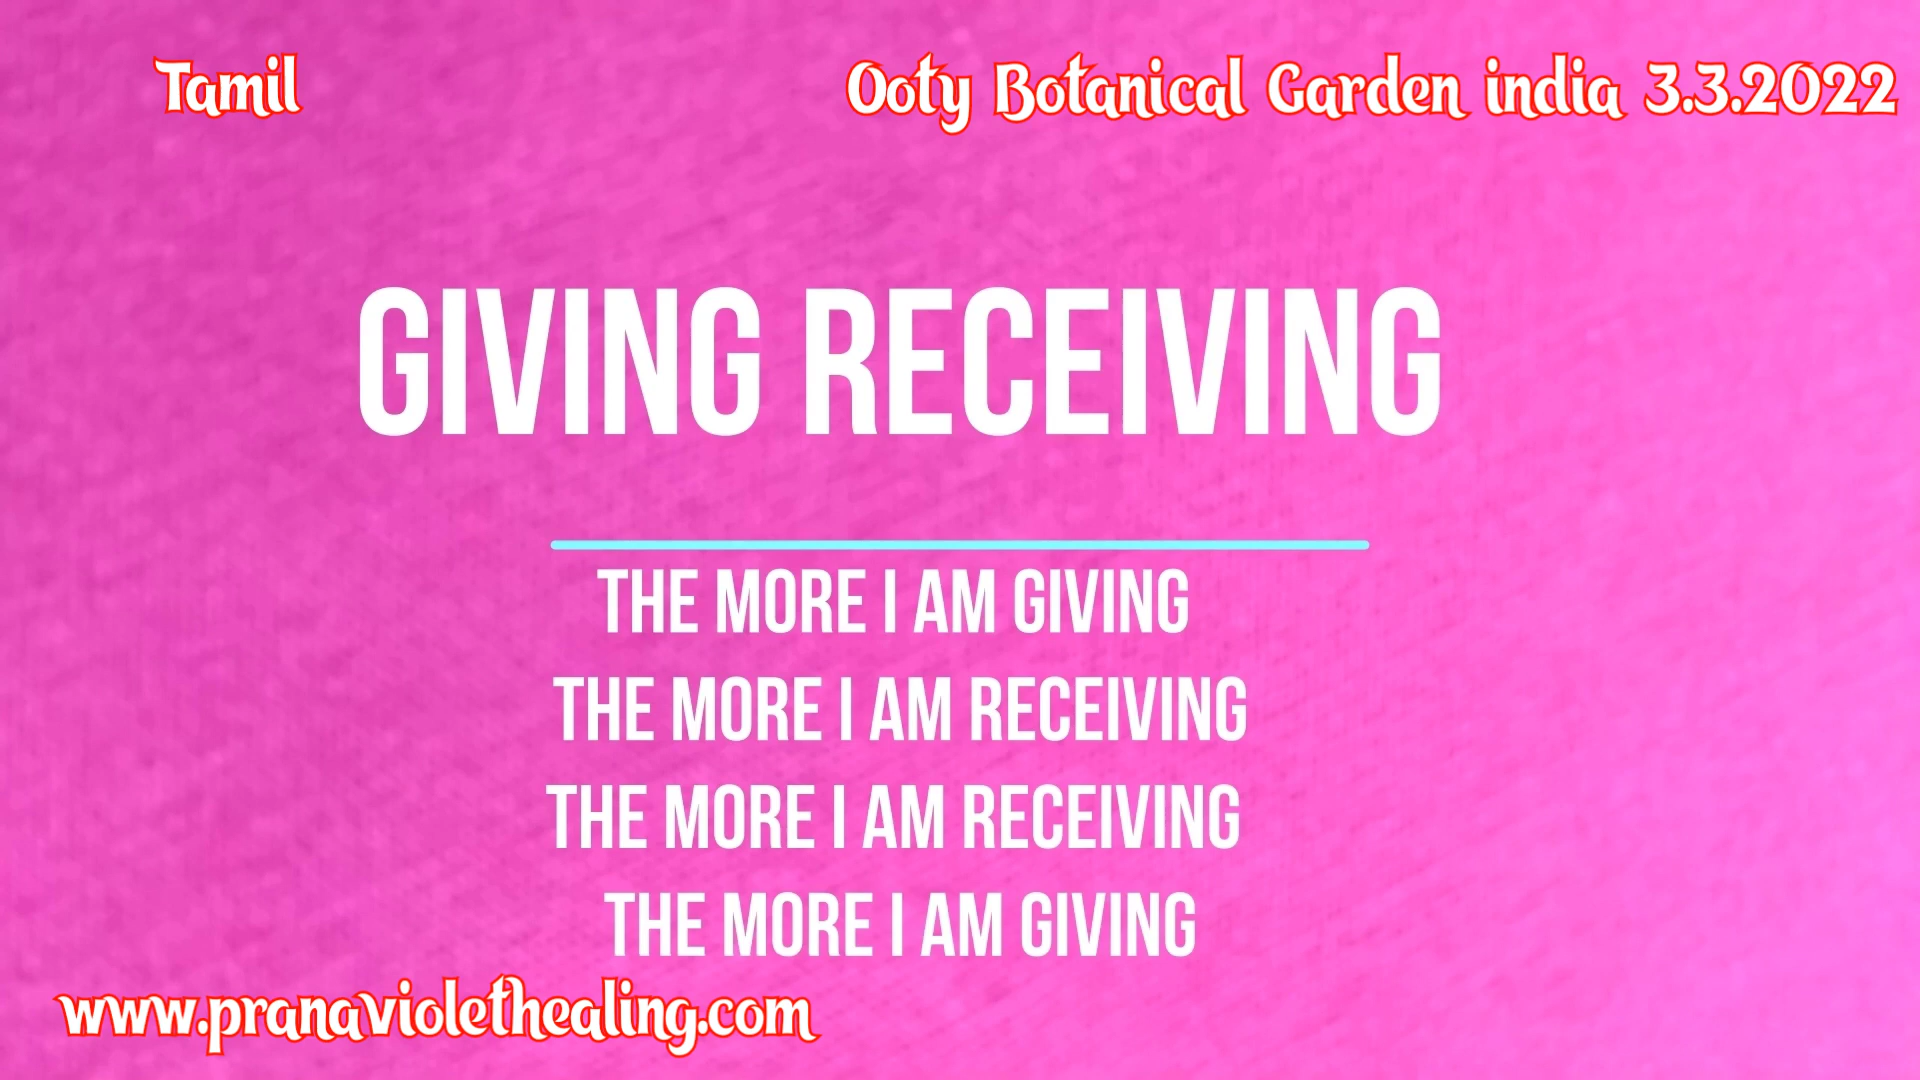 Tamil
Ooty Botanical Garden india 3.3.2022
GIVING RECEIVING
THE MORE I AM GIVING
THE MORE I AM RECEIVING
THE MORE I AM RECEIVING
THE MORE I AM GIVING
www.pranaviolethealing.com